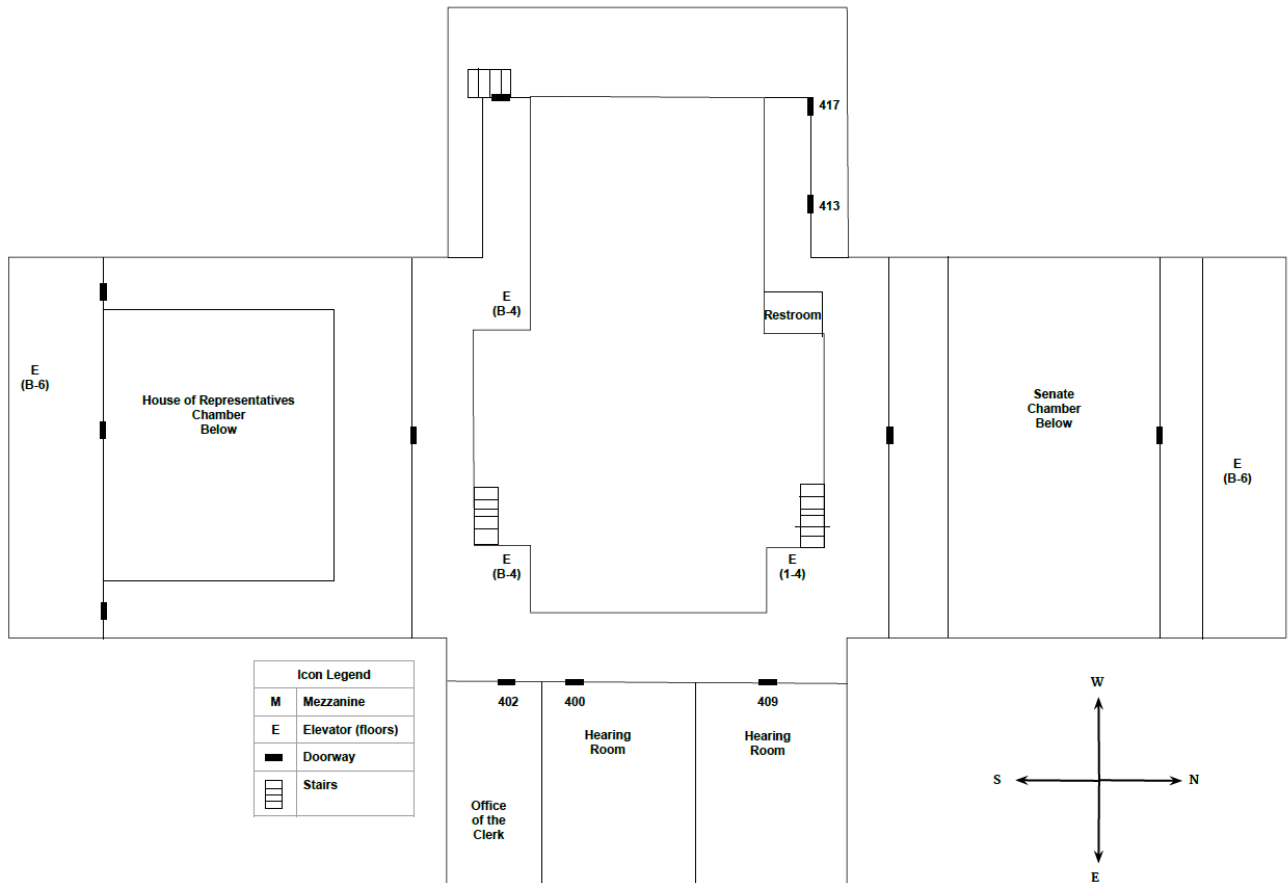 417
413
E
(B-4)
Restroom
E
(B-6)
House of Representatives
Chamber
Below
Senate
Chamber
Below
E
(B-6)
E
(B-4)
E
(1-4)
Icon Legend
M Mezzanine
E Elevator (floors)
Doorway
Stairs
402
400
409
Hearing
Room
Hearing
Room
Office
of the
Clerk
W
S
N
E